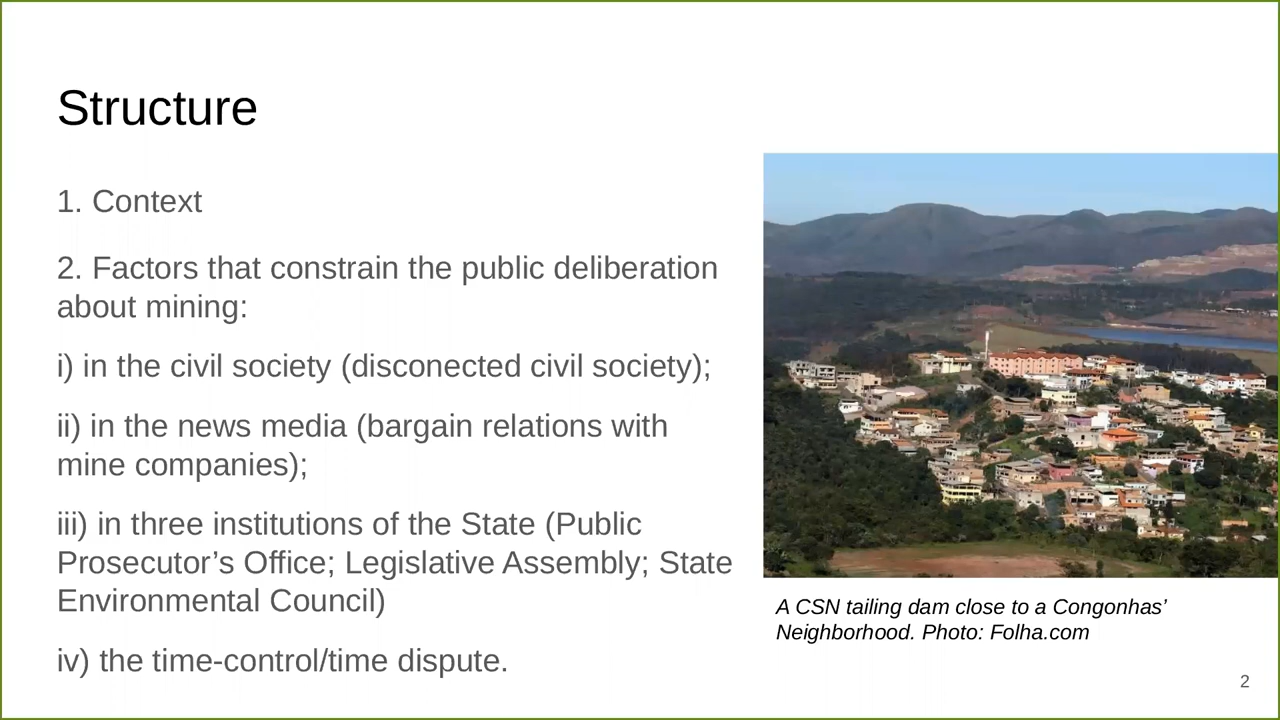 Structure
1. Context
2. Factors that constrain the public deliberation
about mining:
i) in the civil society (disconected civil society);
ii) in the news media (bargain relations with
mine companies);
iii) in three institutions of the State (Public
Prosecutor’s Office; Legislative Assembly; State
Environmental Council)
iv) the time-control/time dispute.
A CSN tailing dam close to a Congonhas’
Neighborhood. Photo: Folha.com
2